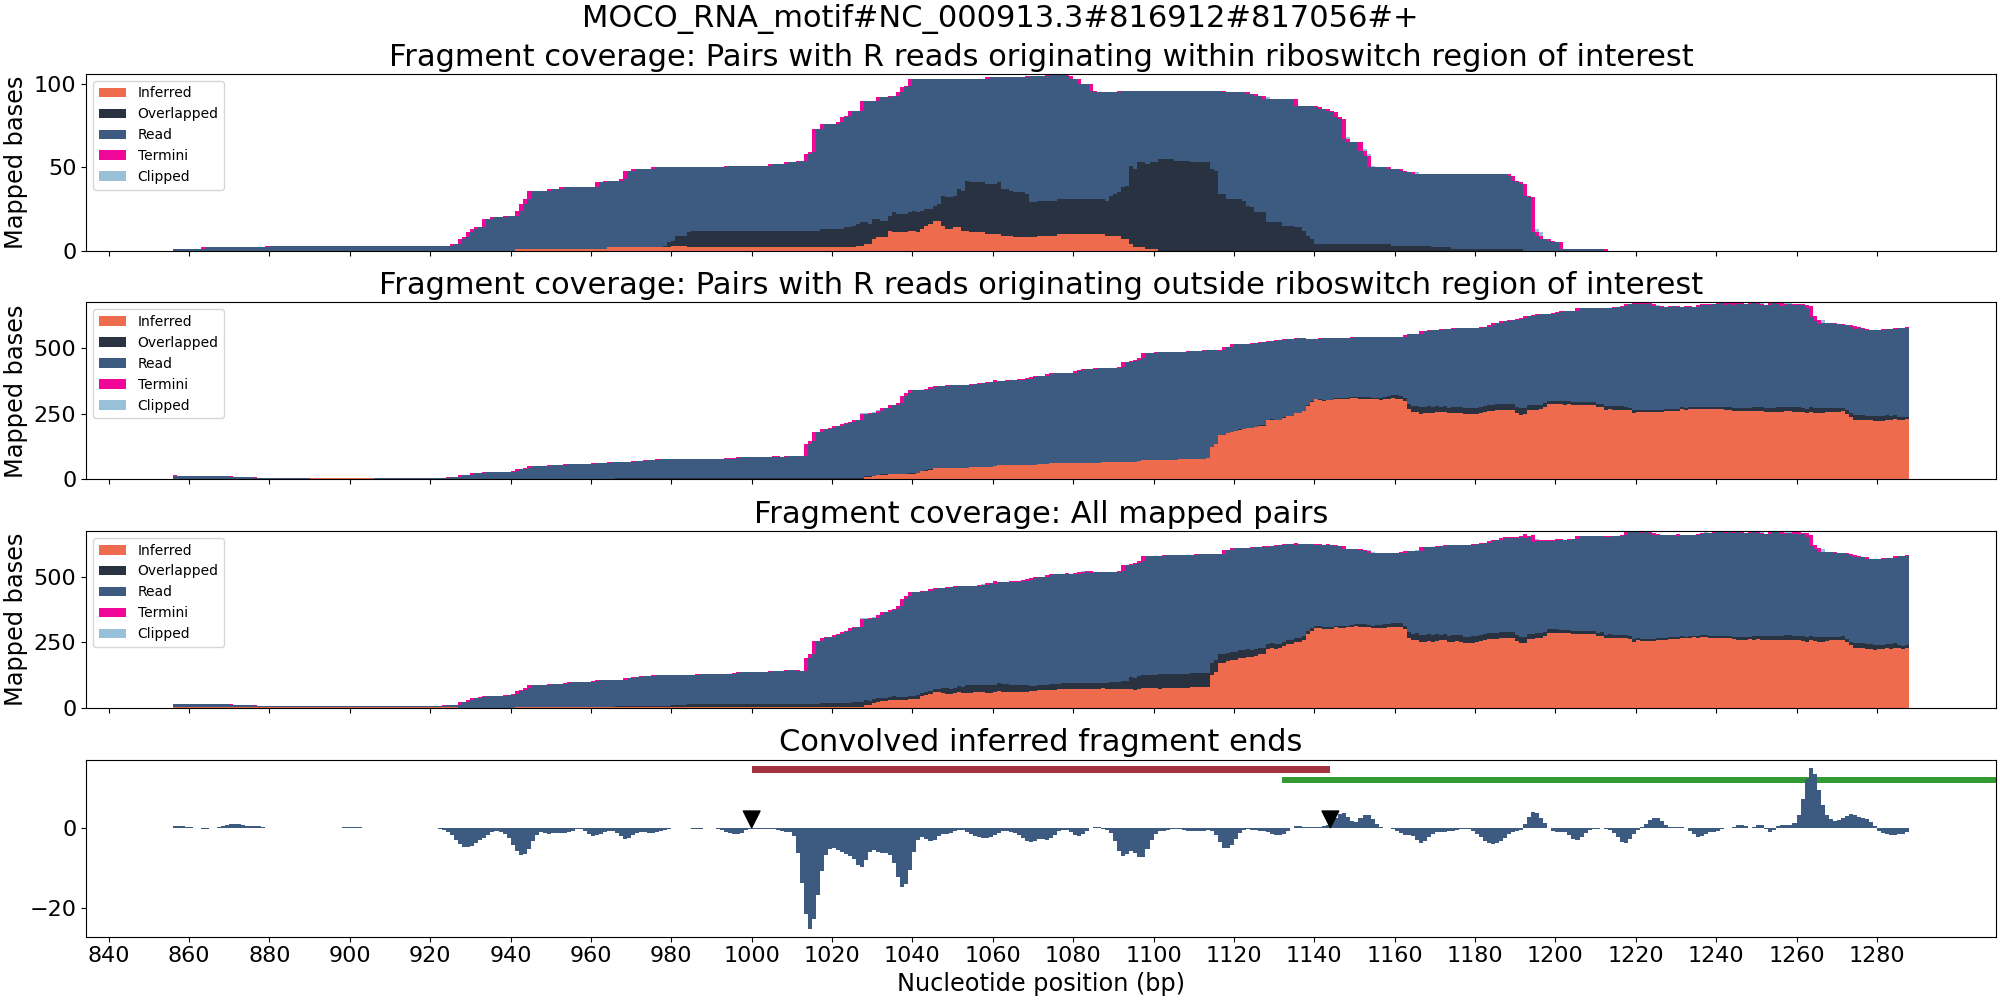 MOCO_RNA_motif#NC_000913.3#816912#817056#+
Fragment coverage: Pairs with R reads originating within riboswitch region of interest
Mapped bases
100
50
0
Inferred
Overlapped
Read
Termini
Clipped
Fragment coverage: Pairs with R reads originating outside riboswitch region of interest
Mapped bases
500
250
0
Inferred
Overlapped
Read
Termini
Clipped
Fragment coverage: All mapped pairs
Mapped bases
500
250
0
Inferred
Overlapped
Read
Termini
Clipped
Convolved inferred fragment ends
0
−20
840 860 880 900 920 940 960 980 1000 1020 1040 1060 1080 1100 1120 1140 1160 1180 1200 1220 1240 1260 1280
Nucleotide position (bp)